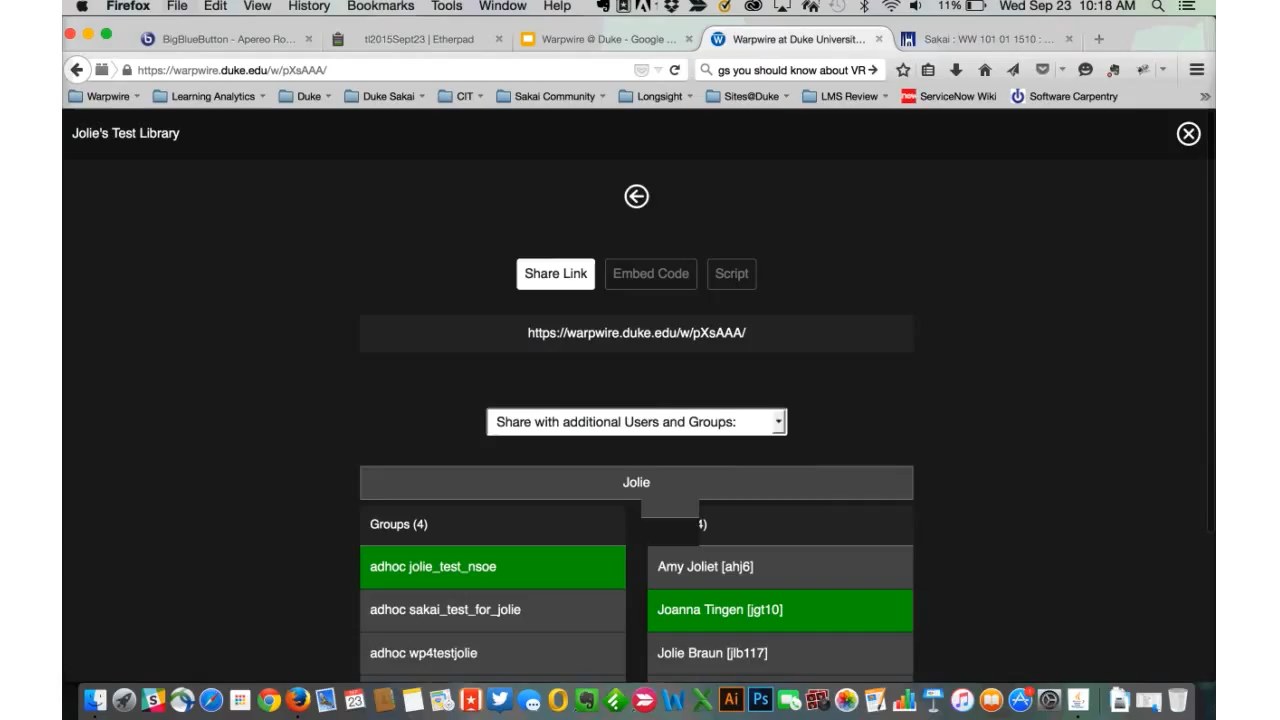 Firefox File Edit View History Bookmarks Tools Window Help 11% Wed Sep 23 10:18 AM
BigBlueButton - Apereo Ro... tl2015Sept23 | Etherpad Warpwire @ Duke - Google ... Warpwire at Duke Universit... Sakai : WW 101 01 1510 : ...
https://warpwire.duke.edu/w/pXsAAA/ gs you should know about VR
Warpwire Learning Analytics Duke Duke Sakai CIT Sakai Community Longsight Sites@Duke LMS Review ServiceNow Wiki Software Carpentry
Jolie's Test Library
Share Link Embed Code Script
https://warpwire.duke.edu/w/pXsAAA/
Share with additional Users and Groups:
Jolie
Groups (4) 4)
adhoc jolie_test_nsoe Amy Joliet [ahj6]
adhoc sakai_test_for_jolie Joanna Tingen [jgt10]
adhoc wp4testjolie Jolie Braun [jlb117]
23 Ai Ps